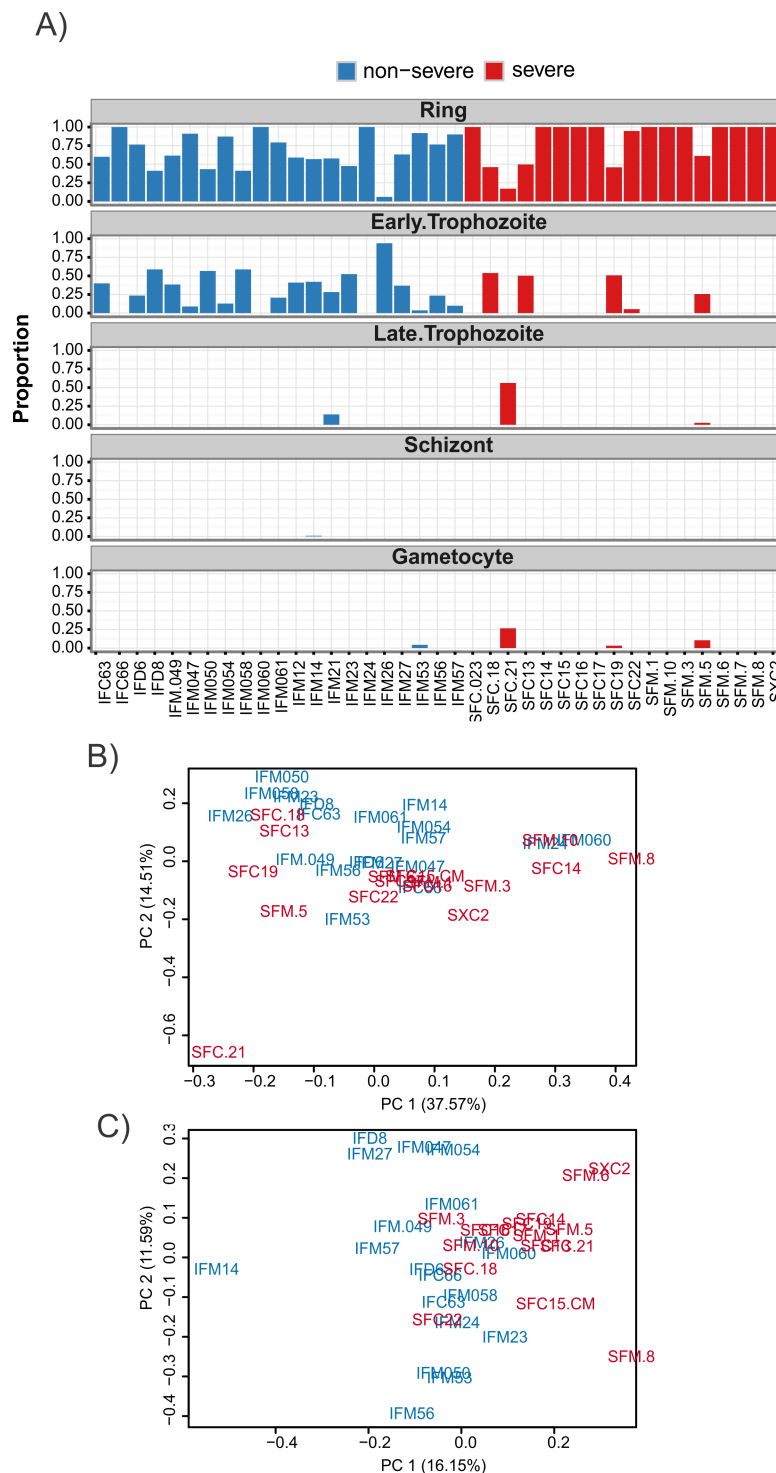 A)
non−severe severe
Ring
1.00
0.75
0.50
0.25
0.00
Early.Trophozoite
1.00
0.75
0.50
0.25
0.00
Late.Trophozoite
1.00
0.75
0.50
0.25
0.00
Schizont
1.00
0.75
0.50
0.25
0.00
Gametocyte
1.00
0.75
0.50
0.25
0.00
Proportion
IFC63
IFC66
IFD6
IFD8
IFM.049
IFM047
IFM050
IFM054
IFM058
IFM060
IFM061
IFM12
IFM14
IFM21
IFM23
IFM24
IFM26
IFM27
IFM53
IFM56
IFM57
SFC.023
SFC.18
SFC.21
SFC13
SFC14
SFC15
SFC16
SFC17
SFC19
SFC22
SFM.1
SFM.10
SFM.3
SFM.5
SFM.6
SFM.7
SFM.8
SXC2
B)
PC 2 (14.51%)
0.2
0.0
−0.2
−0.4
−0.6
IFM050
IFM23
IFD8
IFC63
IFM26
SFC.18
SFC13
IFM061
IFM14
IFM054
IFM57
IFM060
SFM.8
SFC14
IFM.049
IFM56
IFM27
IFM047
SFC19
SFM.3
SFC22
SFM.5
IFM53
SXC2
SFC.21
−0.3 −0.2 −0.1 0.0 0.1 0.2 0.3 0.4
PC 1 (37.57%)
C)
PC 2 (11.59%)
0.3
0.2
0.1
0.0
−0.1
−0.2
−0.3
−0.4
IFD8
IFM27
IFM047
IFM054
SXC2
SFM.6
IFM061
SFM.3
IFM.049
SFC14
SFC19
SFM.5
SFM.1
IFM57
SFM.10
IFM26
IFM060
SFC.21
IFM14
IFD6
SFC.18
IFC66
IFM058
IFC63
SFC15.CM
SFC22
IFM24
IFM23
SFM.8
IFM050
IFM53
IFM56
−0.4 −0.2 0.0 0.2
PC 1 (16.15%)